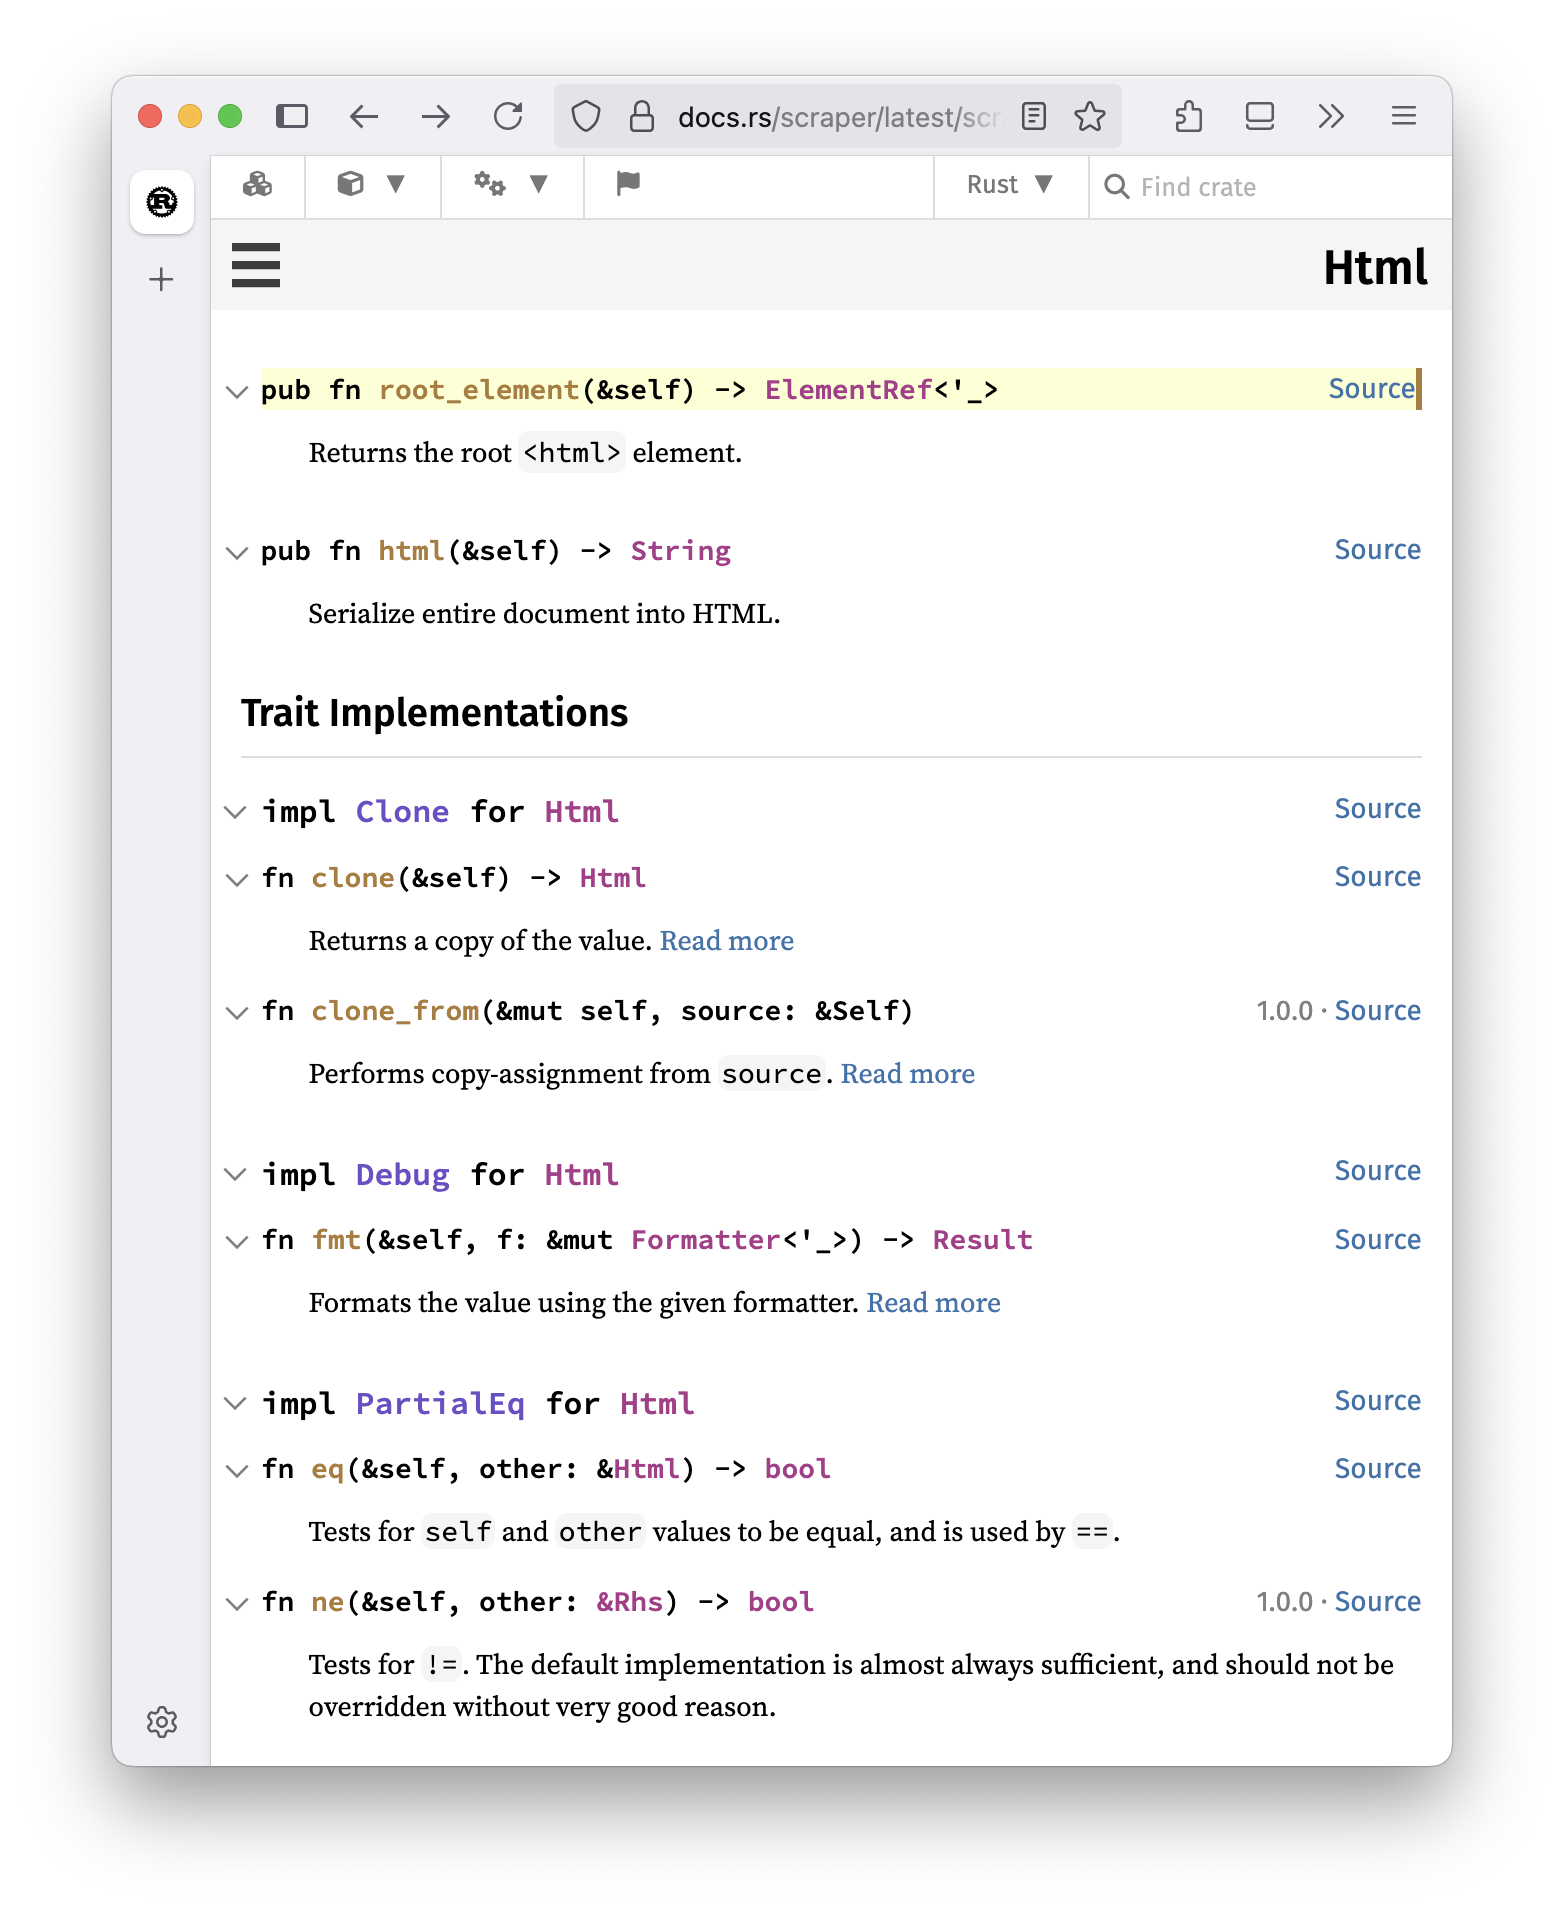 docs.rs/scraper/latest/scr
Rust ▼ Find crate
Html
pub fn root_element(&self) -> ElementRef<'_> Source
Returns the root <html> element.
pub fn html(&self) -> String Source
Serialize entire document into HTML.
Trait Implementations
impl Clone for Html Source
fn clone(&self) -> Html Source
Returns a copy of the value. Read more
fn clone_from(&mut self, source: &Self) 1.0.0 · Source
Performs copy-assignment from source. Read more
impl Debug for Html Source
fn fmt(&self, f: &mut Formatter<'_>) -> Result Source
Formats the value using the given formatter. Read more
impl PartialEq for Html Source
fn eq(&self, other: &Html) -> bool Source
Tests for self and other values to be equal, and is used by ==.
fn ne(&self, other: &Rhs) -> bool 1.0.0 · Source
Tests for !=. The default implementation is almost always sufficient, and should not be
overridden without very good reason.